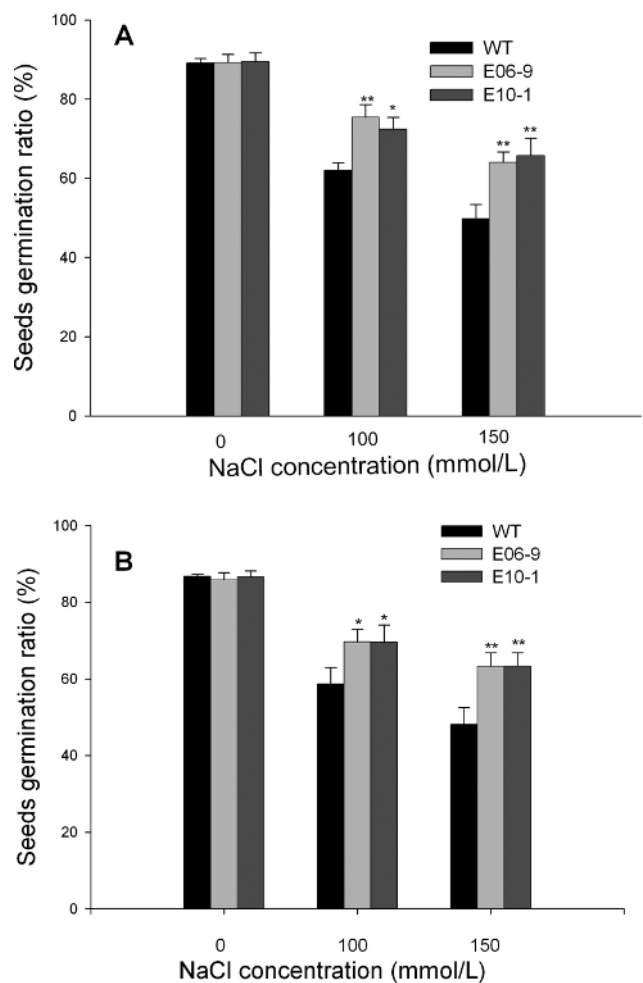 A
WT
E06-9
E10-1
Seeds germination ratio (%)
100
80
60
40
20
0
** *
** **
0 100 150
NaCl concentration (mmol/L)
B
WT
E06-9
E10-1
Seeds germination ratio (%)
100
80
60
40
20
0
* *
** **
0 100 150
NaCl concentration (mmol/L)